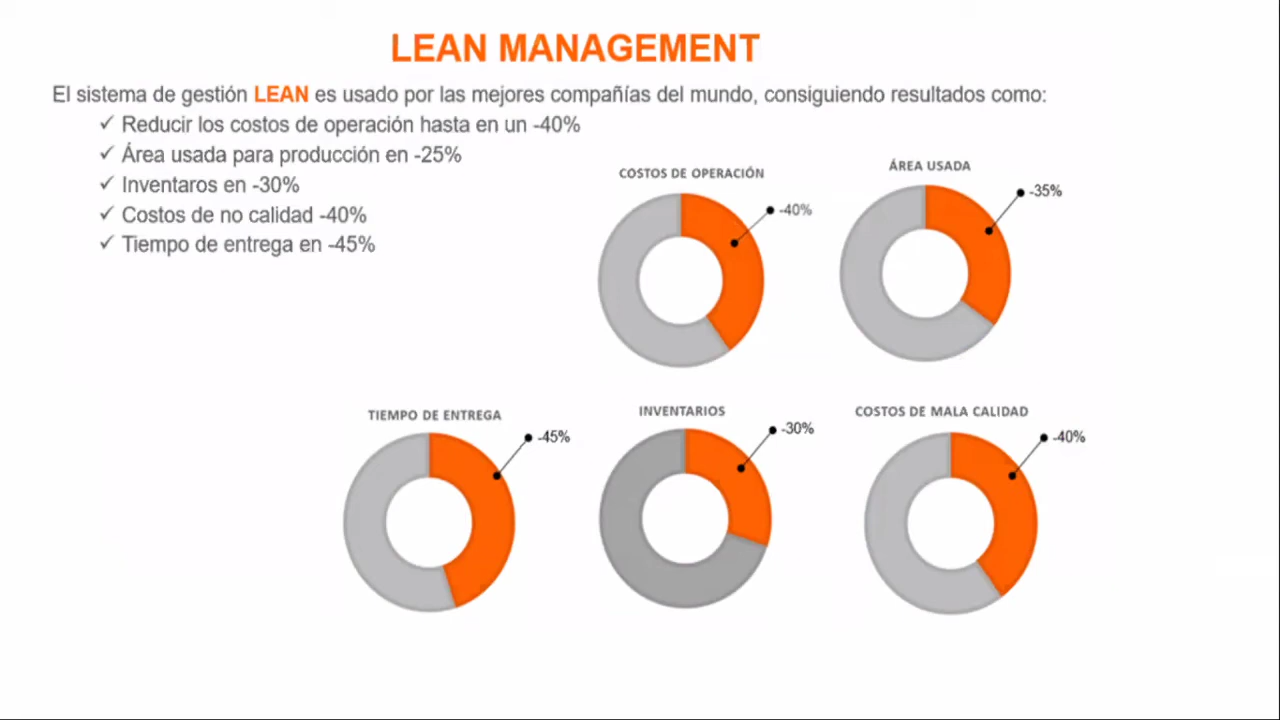 LEAN MANAGEMENT
El sistema de gestión LEAN es usado por las mejores compañías del mundo, consiguiendo resultados como:
✓ Reducir los costos de operación hasta en un -40%
✓ Área usada para producción en -25%
✓ Inventaros en -30%
✓ Costos de no calidad -40%
✓ Tiempo de entrega en -45%
COSTOS DE OPERACIÓN
-40%
ÁREA USADA
-35%
TIEMPO DE ENTREGA
-45%
INVENTARIOS
-30%
COSTOS DE MALA CALIDAD
-40%